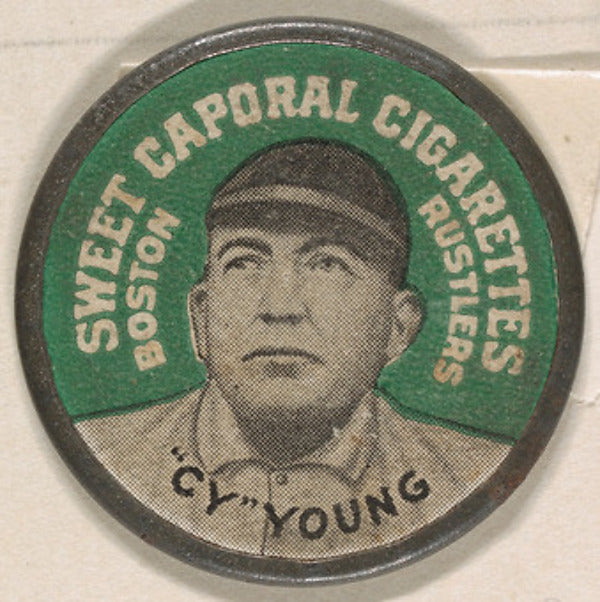 SWEET CAPORAL CIGARETTES
BOSTON
RUSTLERS
"CY" YOUNG